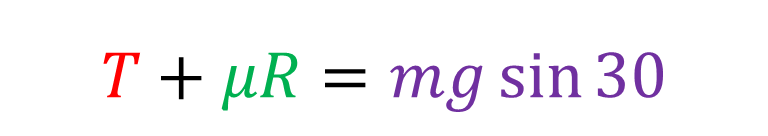 T + μR = mg sin 30